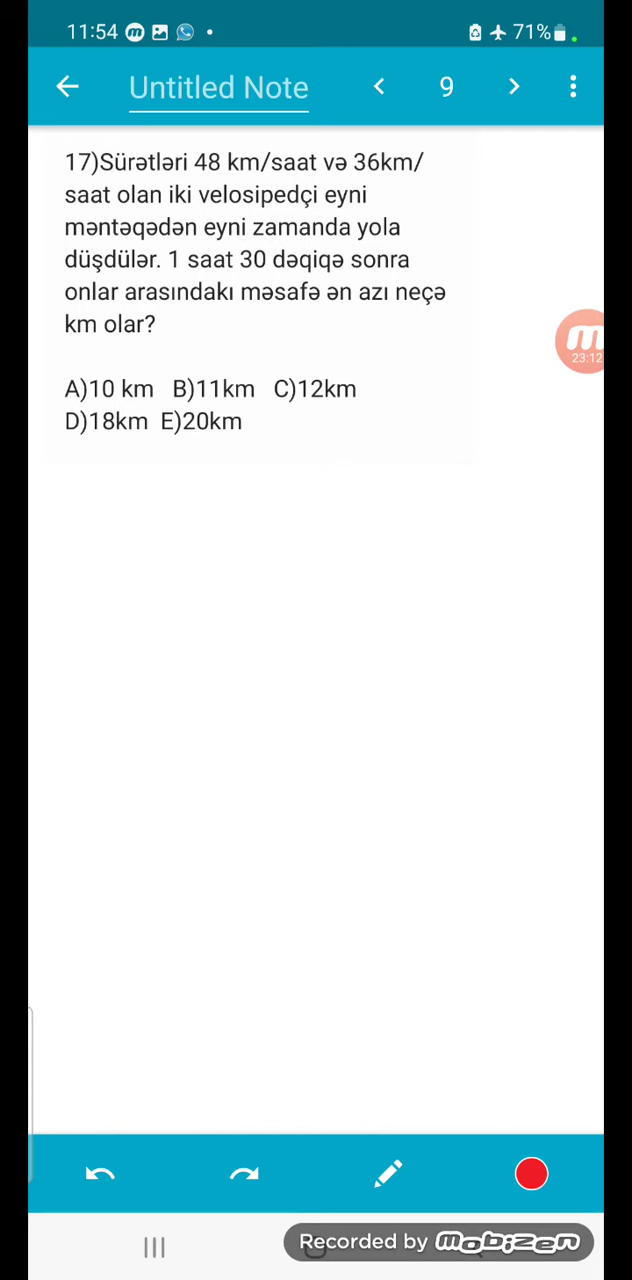 11:54
71%
Untitled Note
9
17)Sürətləri 48 km/saat və 36km/
saat olan iki velosipedçi eyni
məntəqədən eyni zamanda yola
düşdülər. 1 saat 30 dəqiqə sonra
onlar arasındakı məsafə ən azı neçə
km olar?
23:12
A)10 km B)11km C)12km
D)18km E)20km
Recorded by mobizen